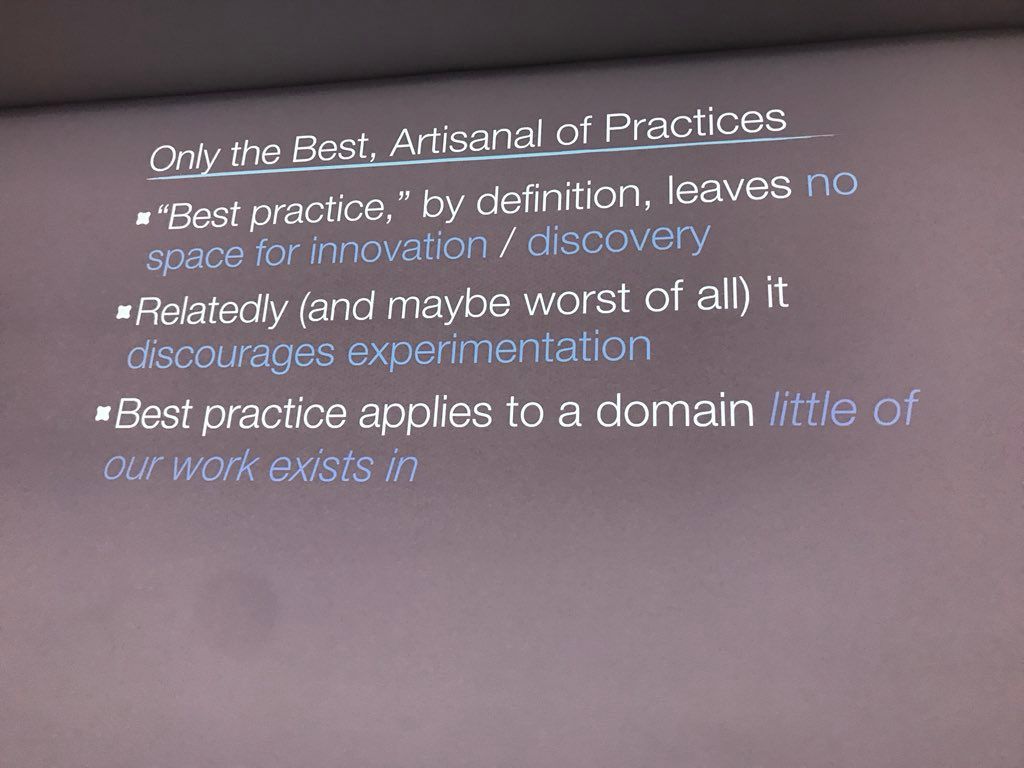 Only the Best, Artisanal of Practices
“Best practice,” by definition, leaves no
space for innovation / discovery
Relatedly (and maybe worst of all) it
discourages experimentation
Best practice applies to a domain little of
our work exists in